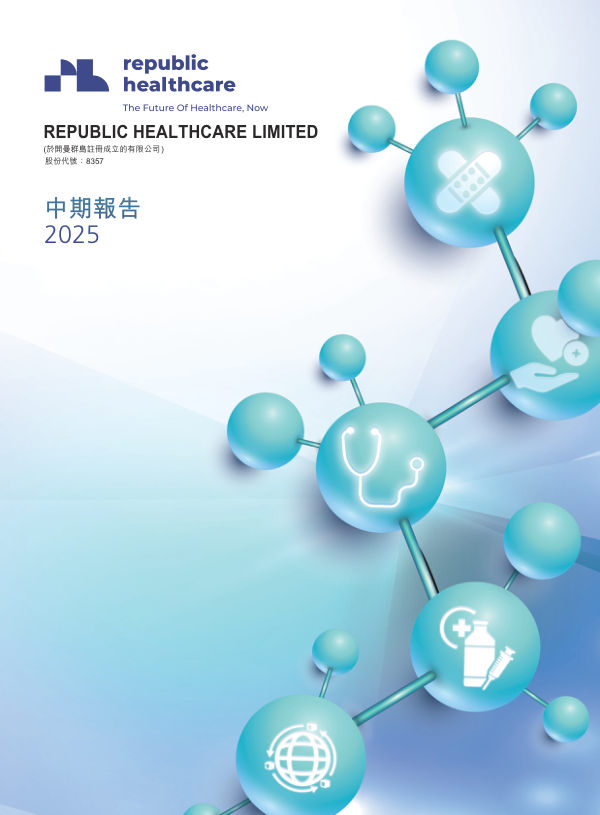 republic
healthcare
The Future Of Healthcare, Now
REPUBLIC HEALTHCARE LIMITED
(於開曼群島註冊成立的有限公司)
股份代號：8357
中期報告
2025